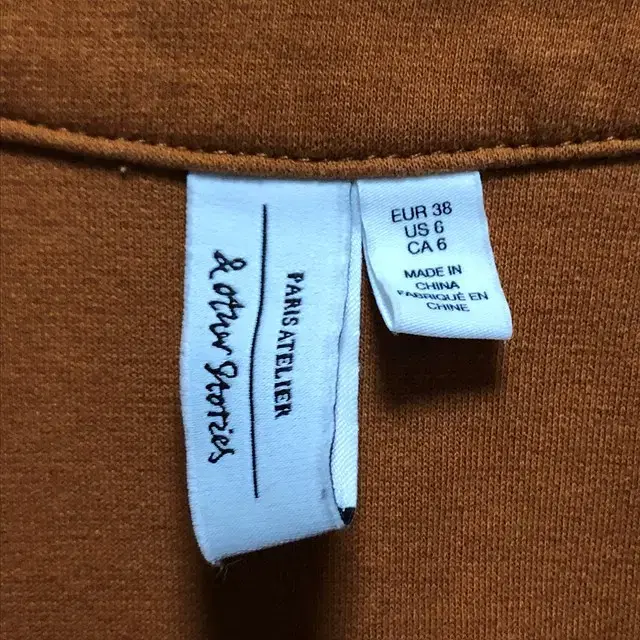 PARIS ATELIER
& other Stories
EUR 38
US 6
CA 6
MADE IN
CHINA
FABRIQUÉ EN
CHINE